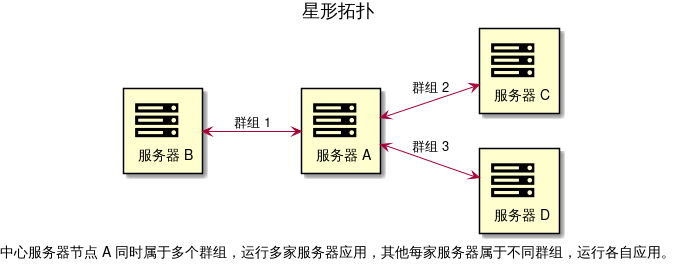 星形拓扑
服务器 C
群组 2
群组 1
服务器 B
服务器 A
群组 3
服务器 D
中心服务器节点 A 同时属于多个群组，运行多家服务器应用，其他每家服务器属于不同群组，运行各自应用。